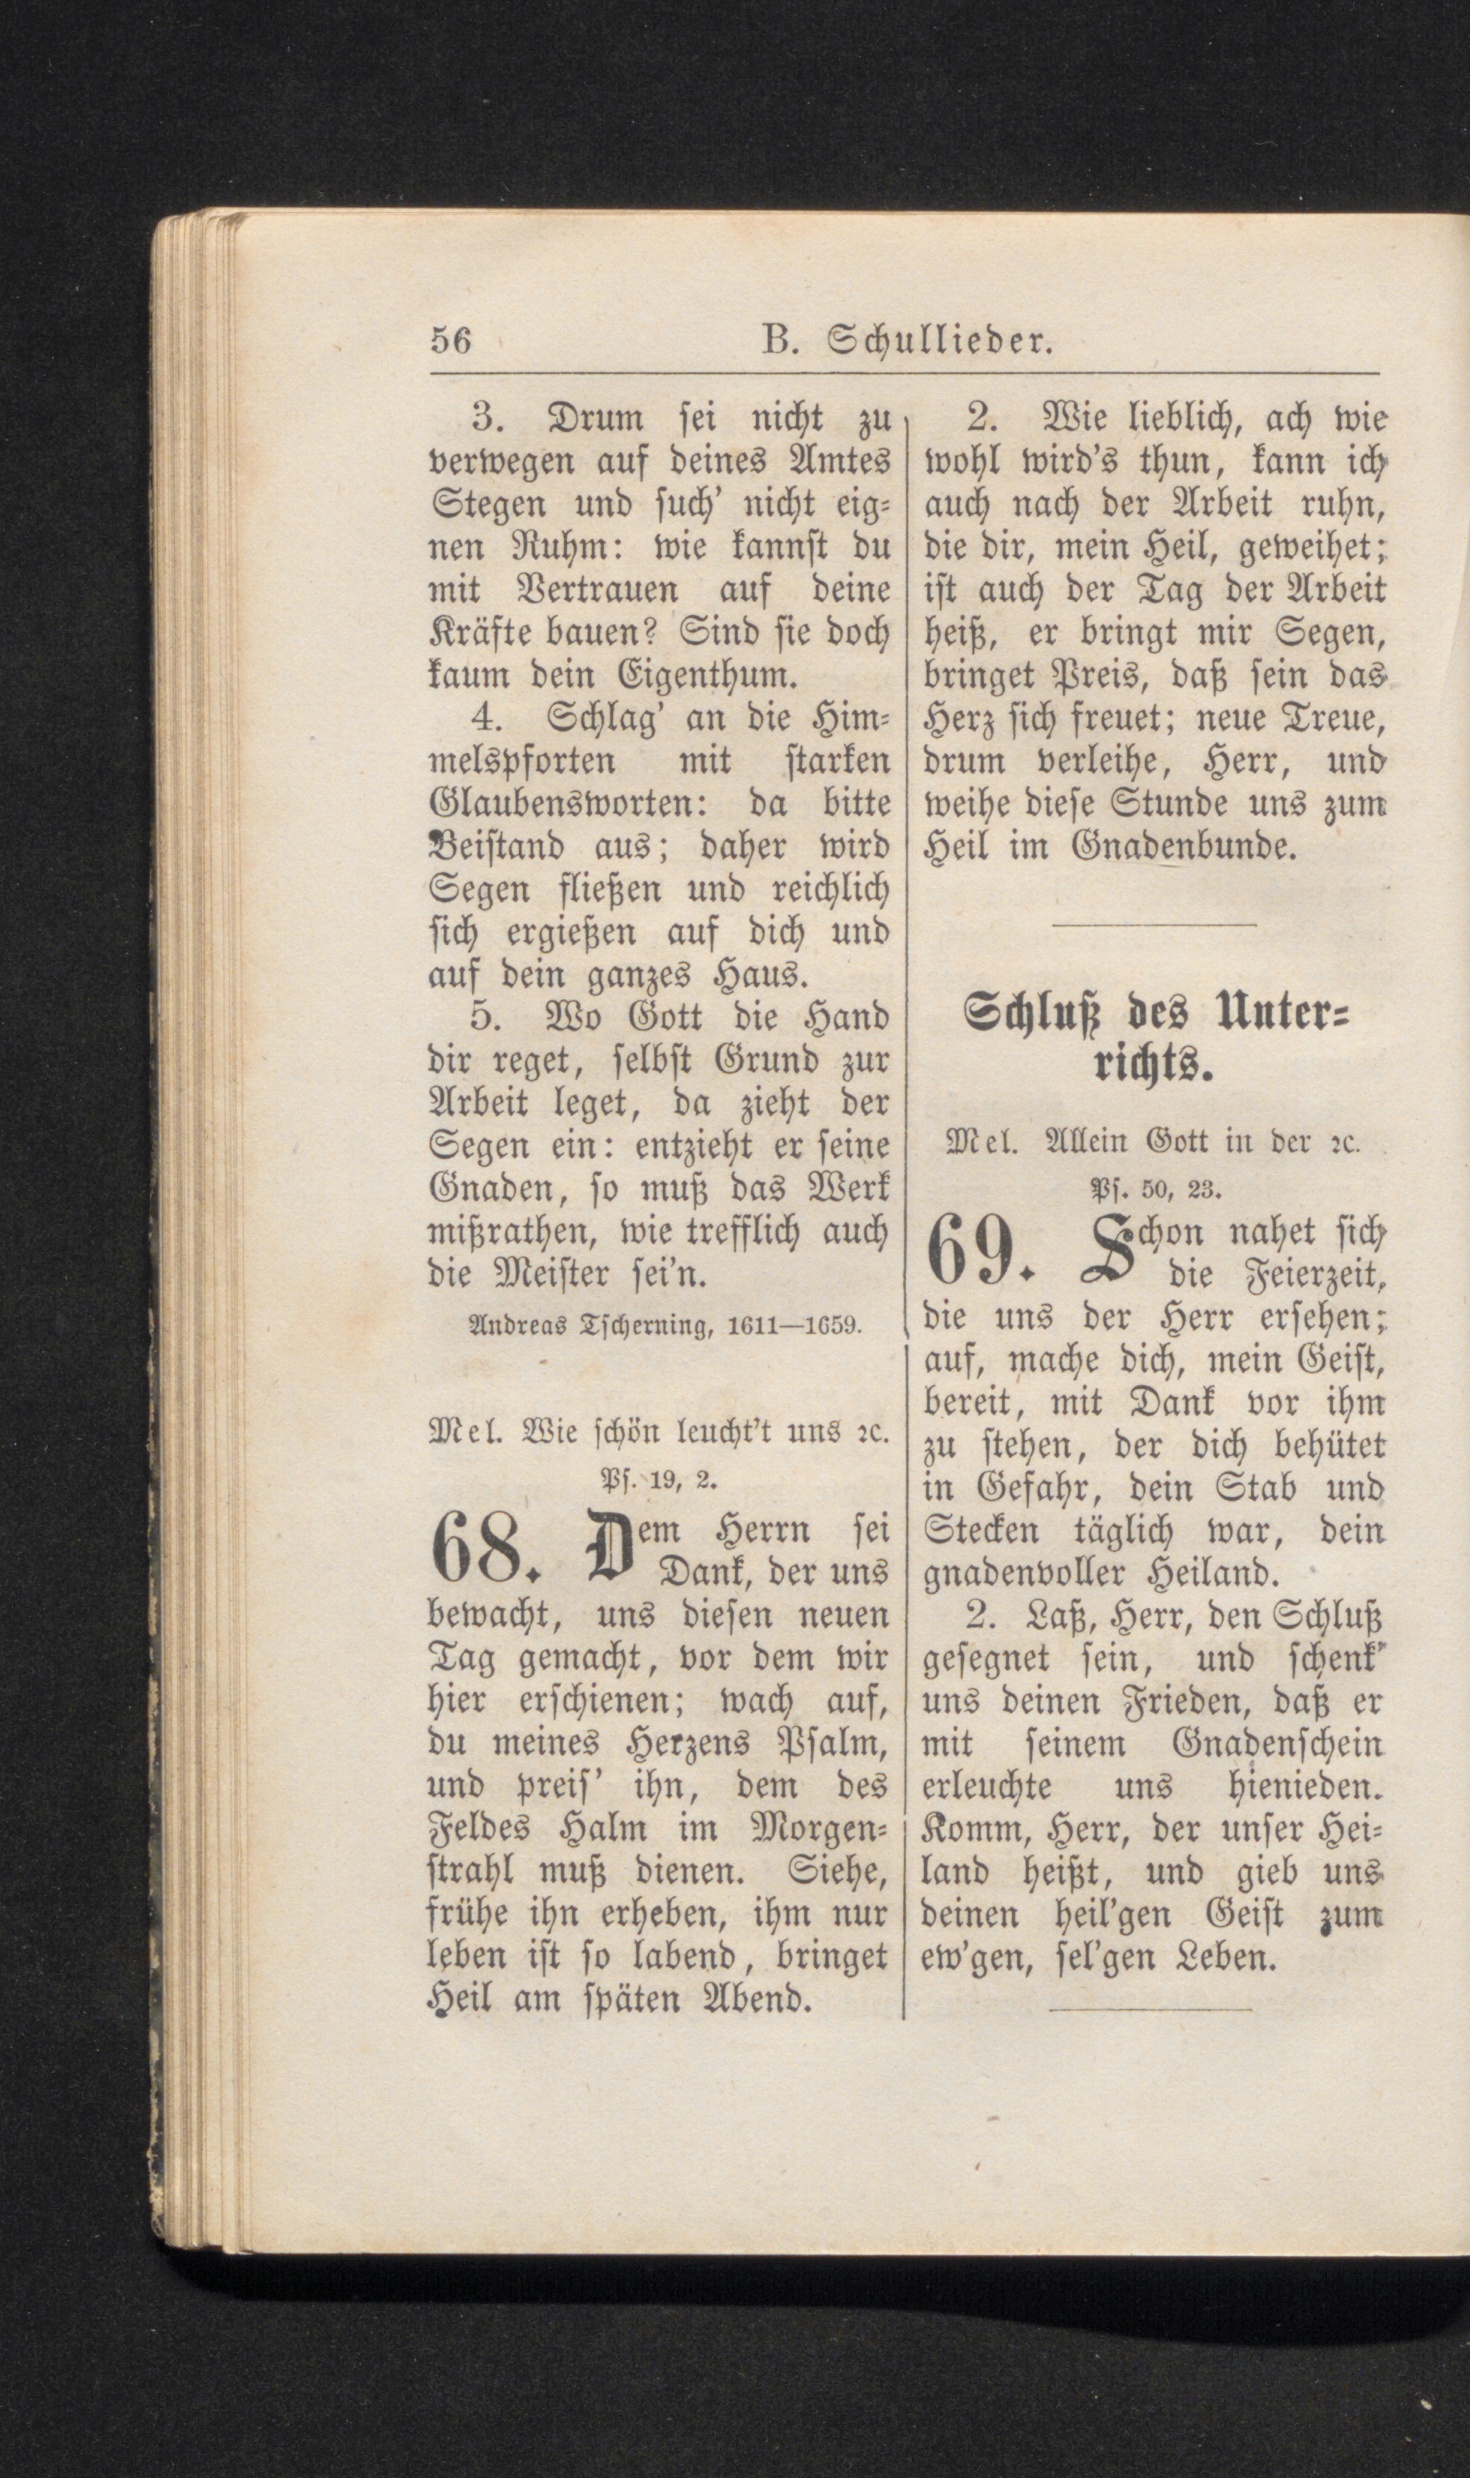 56
B. Schullieder.
3. Drum sei nicht zu
verwegen auf deines Amtes
Stegen und such' nicht eig-
nen Ruhm: wie kannst du
mit Vertrauen auf deine
Kräfte bauen? Sind sie doch
kaum dein Eigenthum.
4. Schlag' an die Him-
melspforten mit starken
Glaubensworten: da bitte
Beistand aus; daher wird
Segen fließen und reichlich
sich ergießen auf dich und
auf dein ganzes Haus.
5. Wo Gott die Hand
dir reget, selbst Grund zur
Arbeit leget, da zieht der
Segen ein: entzieht er seine
Gnaden, so muß das Werk
mißrathen, wie trefflich auch
die Meister sei'n.
Andreas Tscherning, 1611—1659.
Mel. Wie schön leucht't uns ꝛc.
Ps. 19, 2.
68. Dem Herrn sei
Dank, der uns
bewacht, uns diesen neuen
Tag gemacht, vor dem wir
hier erschienen; wach auf,
du meines Herzens Psalm,
und preis' ihn, dem des
Feldes Halm im Morgen-
strahl muß dienen. Siehe,
frühe ihn erheben, ihm nur
leben ist so labend, bringet
Heil am späten Abend.
2. Wie lieblich, ach wie
wohl wird's thun, kann ich
auch nach der Arbeit ruhn,
die dir, mein Heil, geweihet;
ist auch der Tag der Arbeit
heiß, er bringt mir Segen,
bringet Preis, daß sein das
Herz sich freuet; neue Treue,
drum verleihe, Herr, und
weihe diese Stunde uns zum
Heil im Gnadenbunde.
Schluß des Unter-
richts.
Mel. Allein Gott in der ꝛc.
Ps. 50, 23.
69. Schon nahet sich
die Feierzeit,
die uns der Herr ersehen;
auf, mache dich, mein Geist,
bereit, mit Dank vor ihm
zu stehen, der dich behütet
in Gefahr, dein Stab und
Stecken täglich war, dein
gnadenvoller Heiland.
2. Laß, Herr, den Schluß
gesegnet sein, und schenk'
uns deinen Frieden, daß er
mit seinem Gnadenschein
erleuchte uns hienieden.
Komm, Herr, der unser Hei-
land heißt, und gieb uns
deinen heil'gen Geist zum
ew'gen, sel'gen Leben.